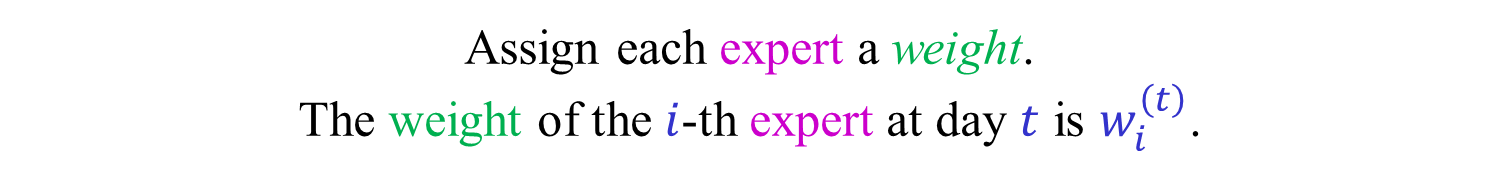 Assign each expert a weight.
The weight of the i-th expert at day t is w_i^{(t)}.